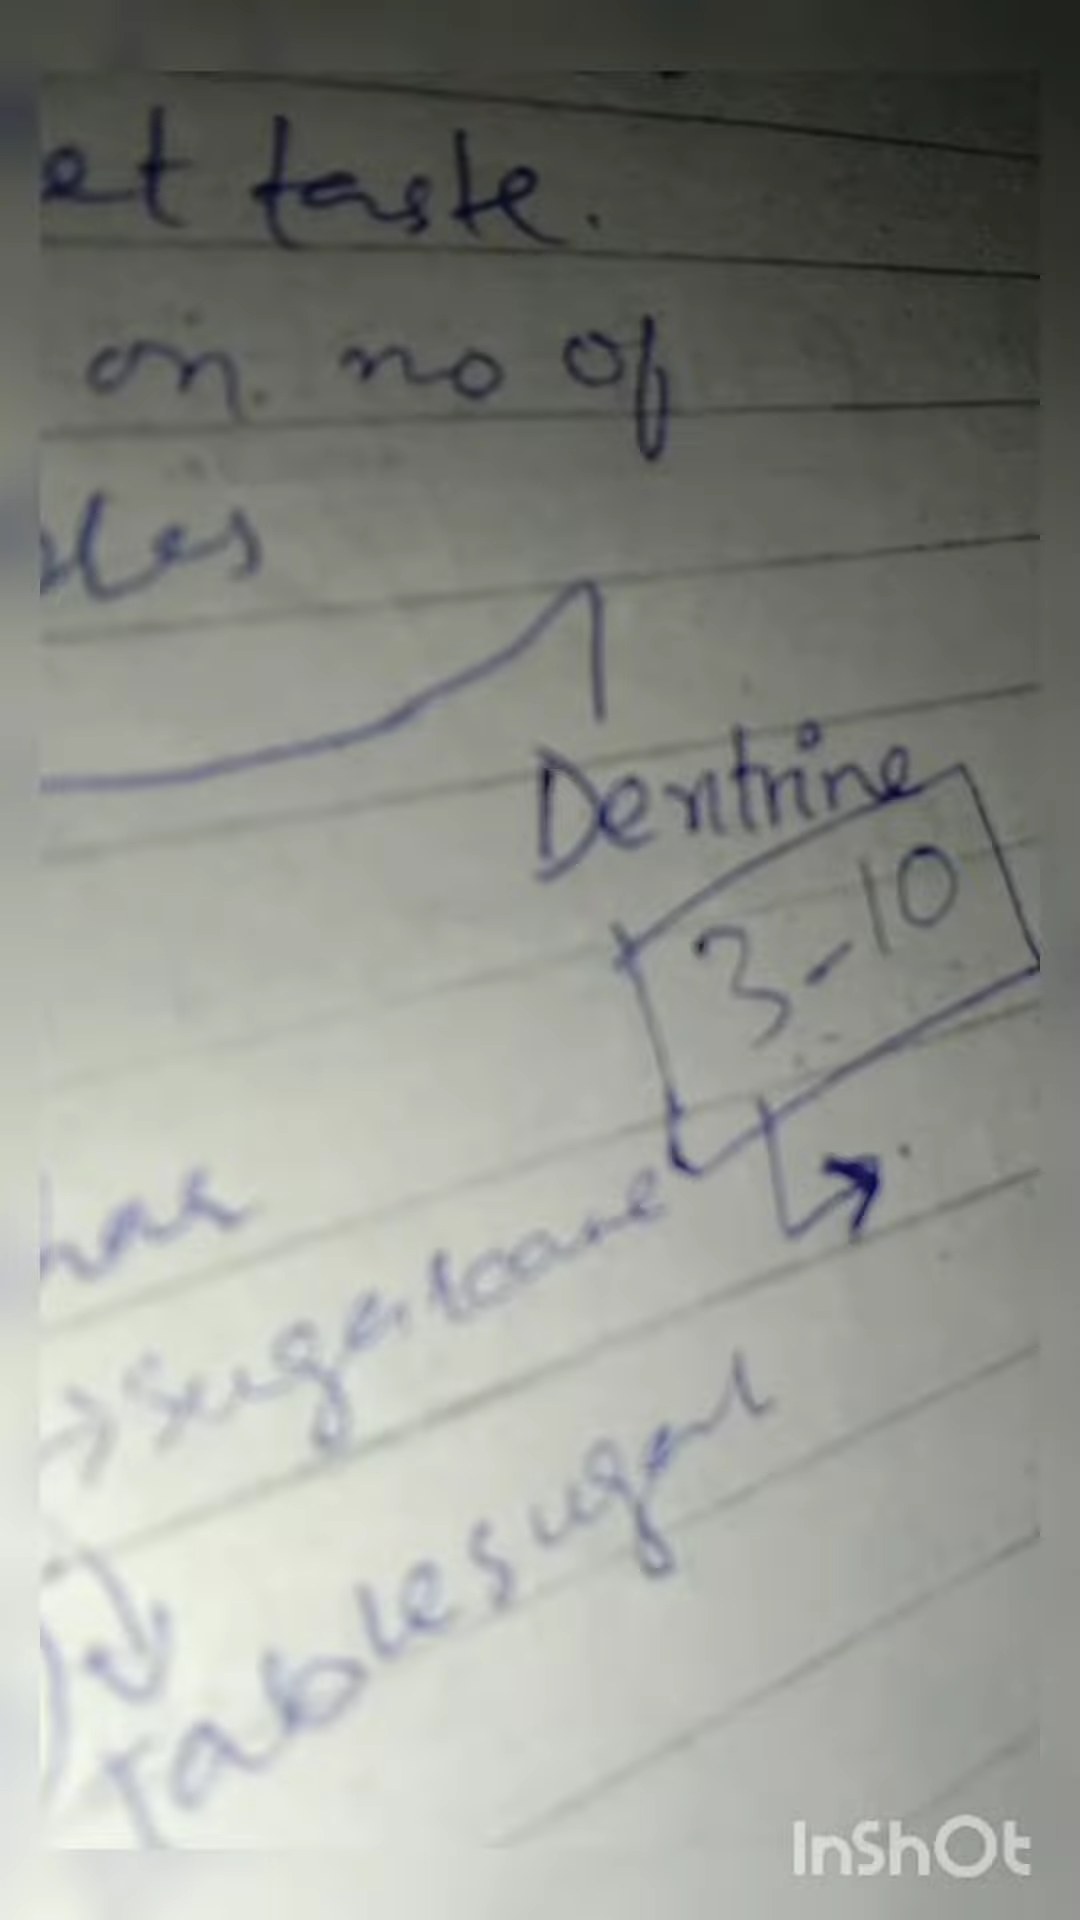 et taste.
on no of
les
Dextrine
3-10
has
→ Sugarcane
Table sugar
InShOt